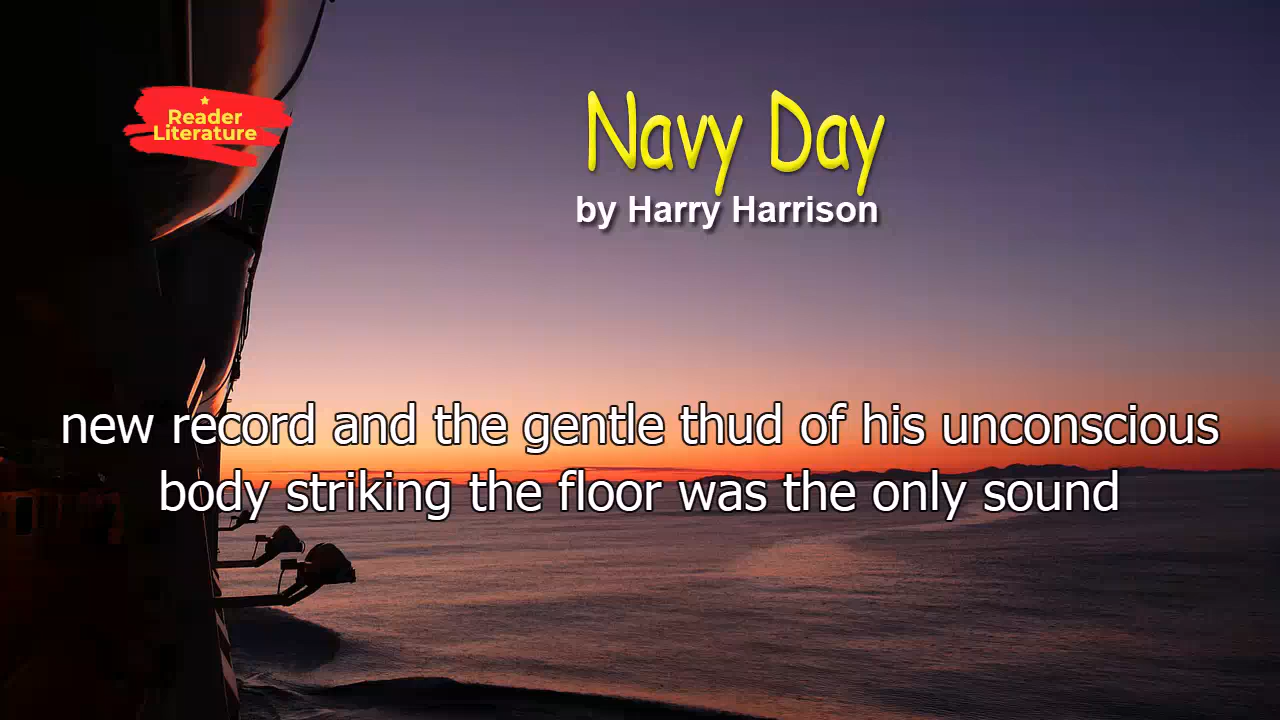 Reader
Literature
Navy Day
by Harry Harrison
new record and the gentle thud of his unconscious
body striking the floor was the only sound